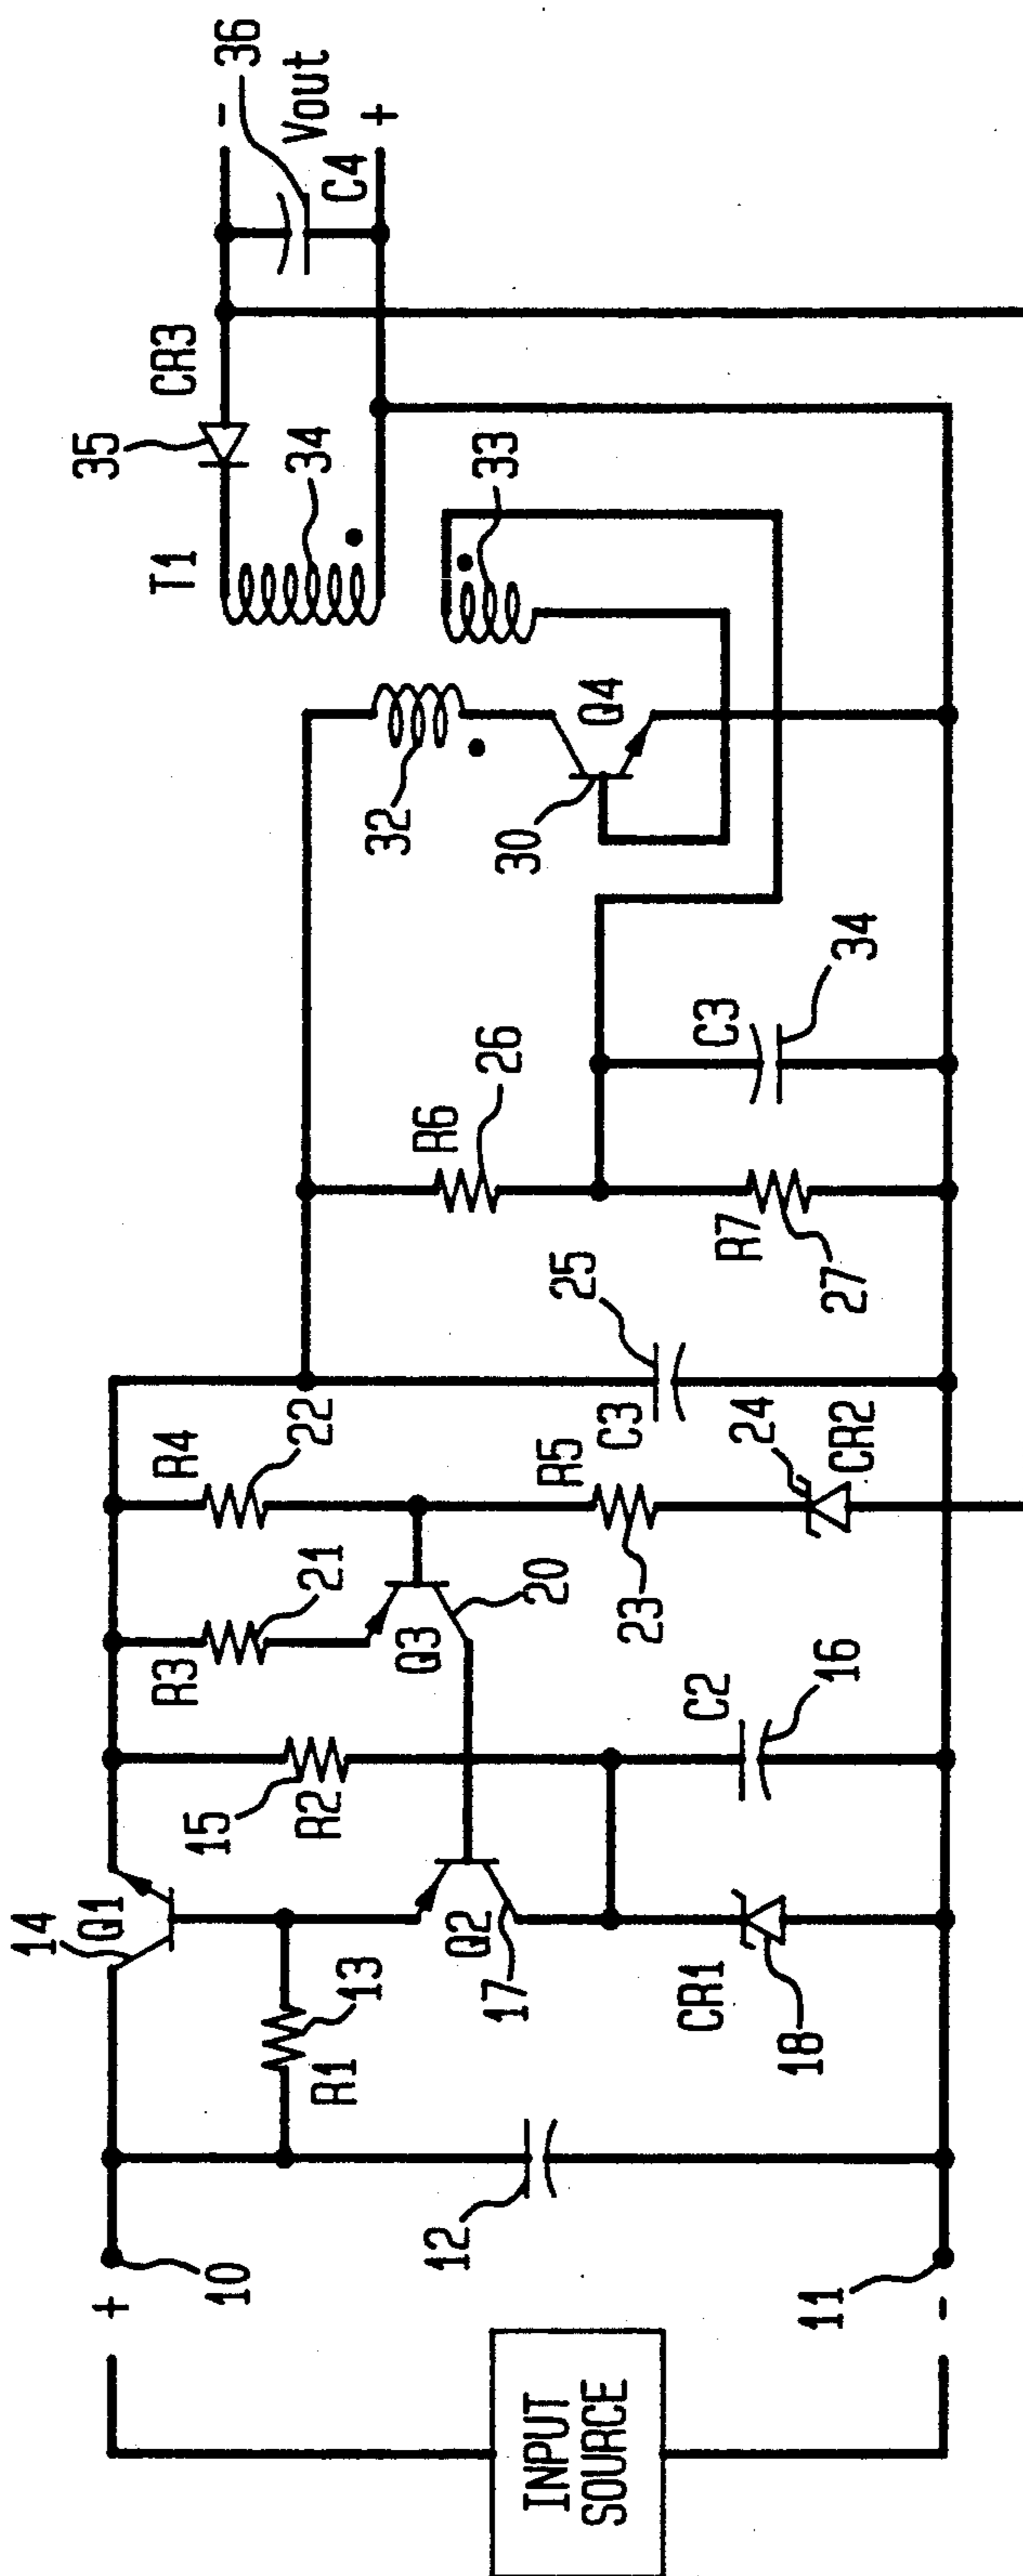 INPUT
SOURCE
+
-
10
11
12
R1
13
14
Q1
15
R2
Q2
17
CR1
18
C2
16
R3
21
Q3
20
R4
22
R5
23
24
CR2
C3
25
R6
26
R7
27
C3
34
30
Q4
32
33
T1
34
35
CR3
C4
36
-
Vout
+